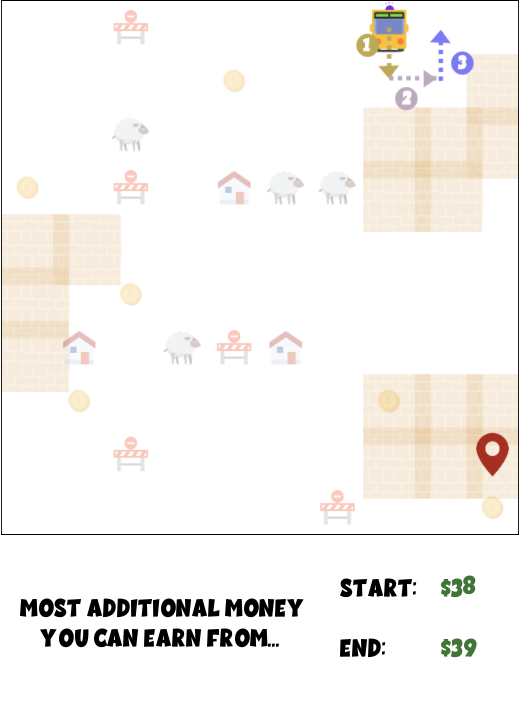 1
2
3
MOST ADDITIONAL MONEY
YOU CAN EARN FROM...
START: $38
END: $39